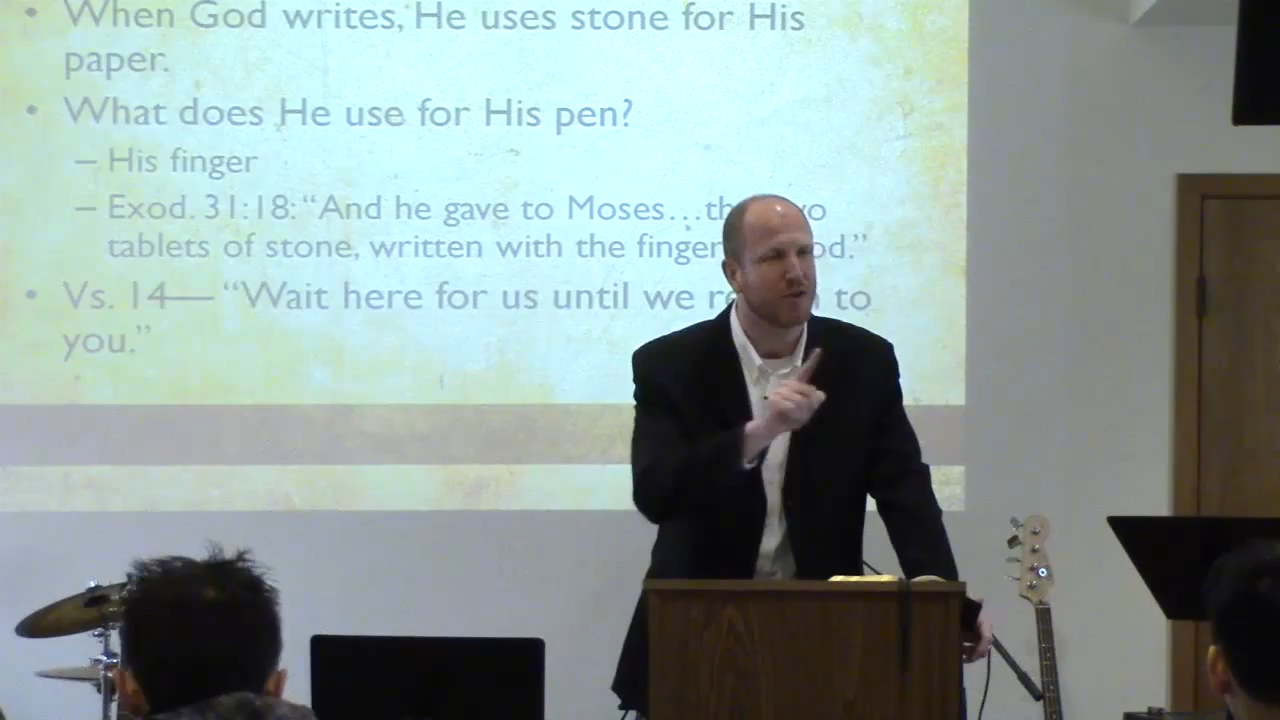 • When God writes, He uses stone for His
paper.
• What does He use for His pen?
– His finger
– Exod. 31:18: “And he gave to Moses…
tablets of stone, written with the finger
• Vs. 14— “Wait here for us until we to
you.”